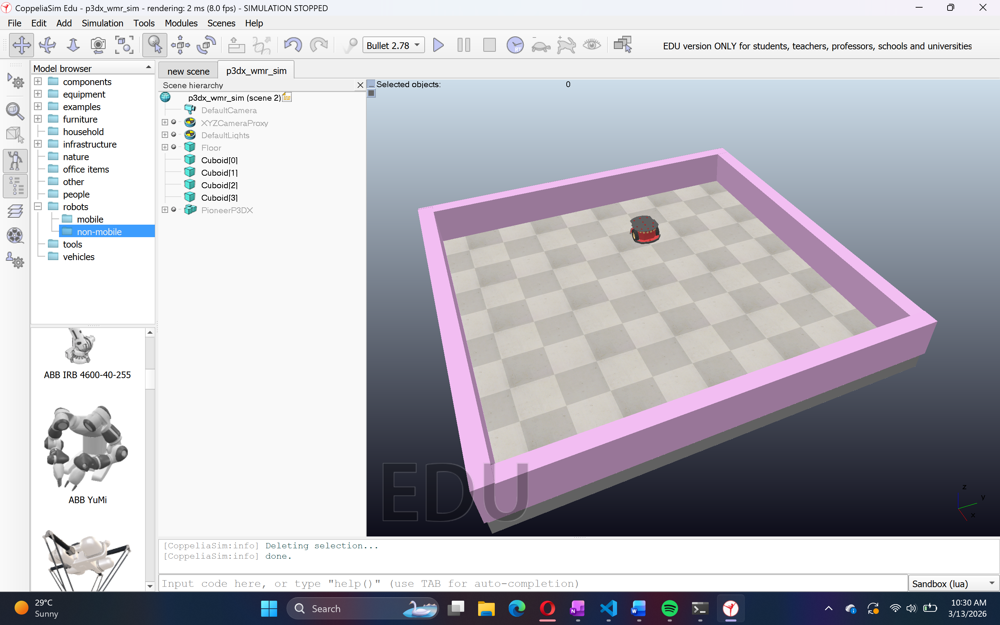 CoppeliaSim Edu - p3dx_wmr_sim - rendering: 2 ms (8.0 fps) - SIMULATION STOPPED
File Edit Add Simulation Tools Modules Scenes Help
Bullet 2.78
RT
EDU version ONLY for students, teachers, professors, schools and universities
Model browser
components
equipment
examples
furniture
household
infrastructure
nature
office items
other
people
robots
mobile
non-mobile
tools
vehicles
ABB IRB 4600-40-255
ABB YuMi
new scene
p3dx_wmr_sim
Scene hierarchy
p3dx_wmr_sim (scene 2)
DefaultCamera
XYZCameraProxy
DefaultLights
Floor
Cuboid[0]
Cuboid[1]
Cuboid[2]
Cuboid[3]
PioneerP3DX
Selected objects: 0
EDU
z
y
x
[CoppeliaSim:info] Deleting selection...
[CoppeliaSim:info] done.
Input code here, or type "help()" (use TAB for auto-completion)
Sandbox (lua)
29°C
Sunny
Search
10:30 AM
3/13/2026